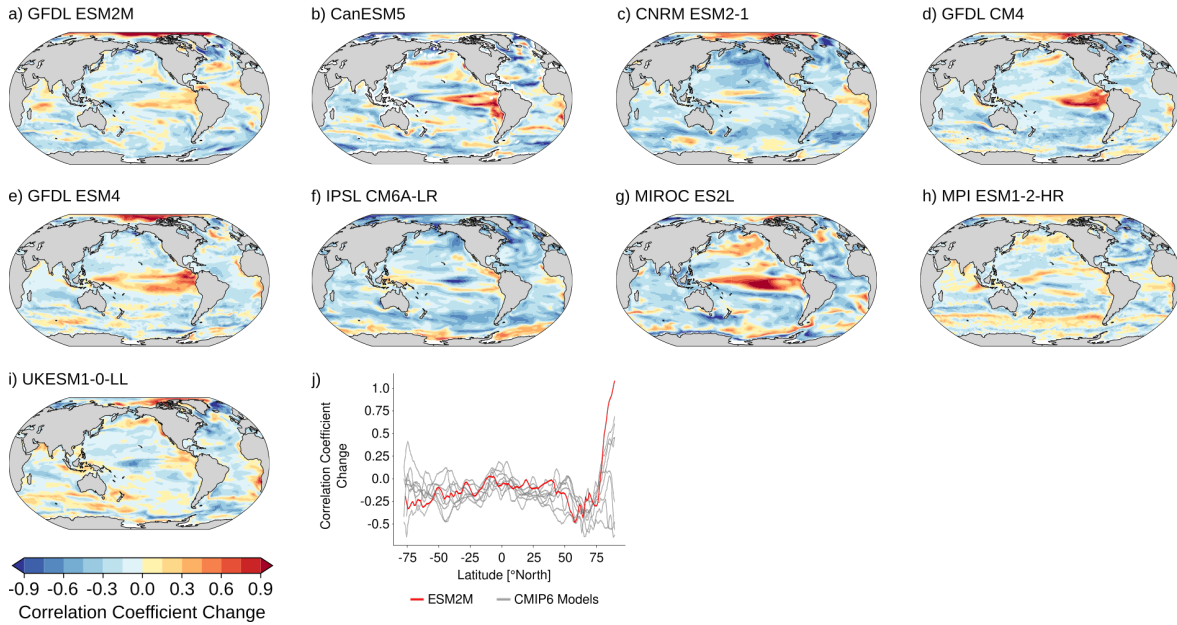 a) GFDL ESM2M
b) CanESM5
c) CNRM ESM2-1
d) GFDL CM4
e) GFDL ESM4
f) IPSL CM6A-LR
g) MIROC ES2L
h) MPI ESM1-2-HR
i) UKESM1-0-LL
-0.9 -0.6 -0.3 0.0 0.3 0.6 0.9
Correlation Coefficient Change
j)
Correlation Coefficient
Change
1.0
0.75
0.5
0.25
0.0
-0.25
-0.5
-75 -50 -25 0 25 50 75
Latitude [°North]
ESM2M CMIP6 Models